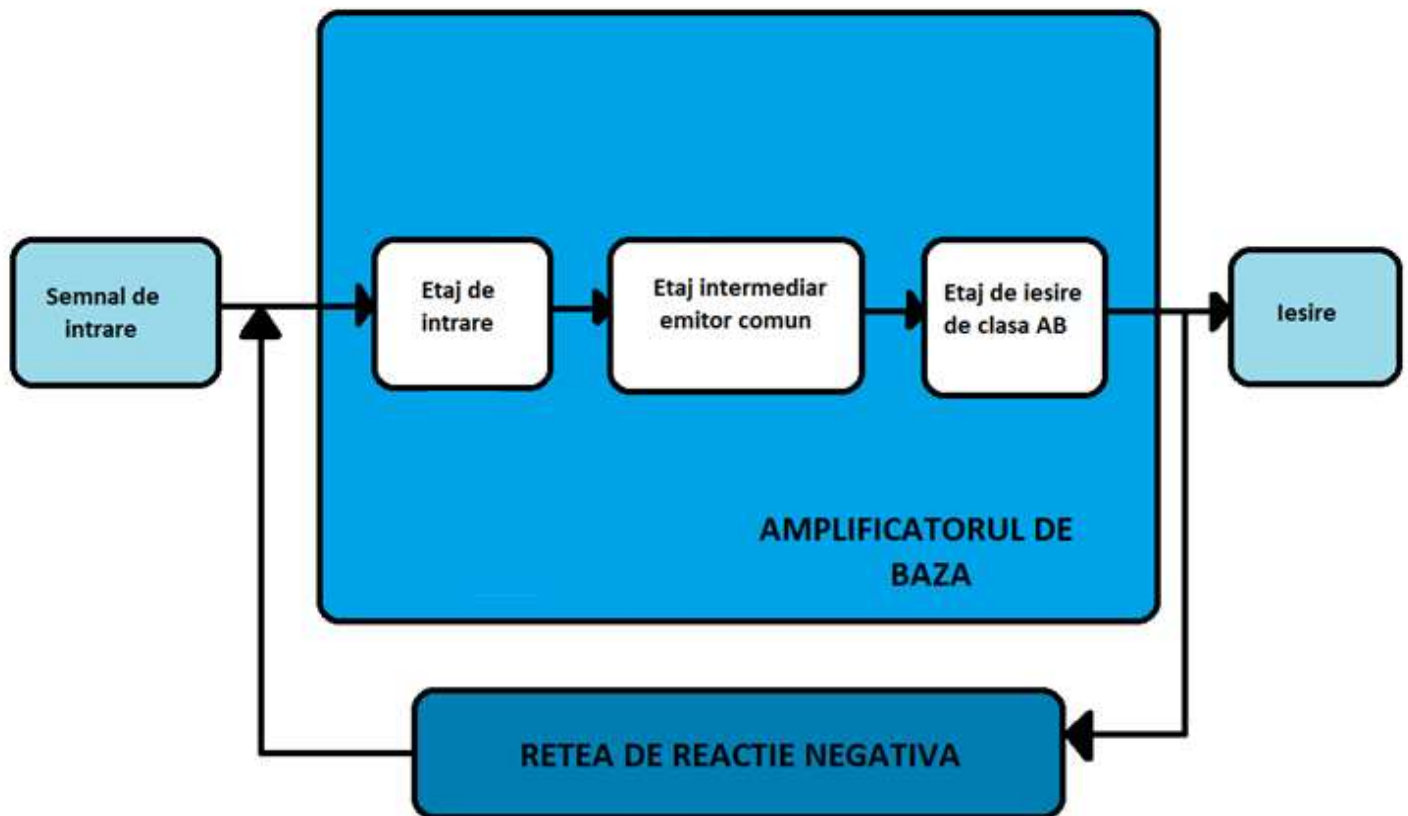 Semnal de
intrare
Etaj de
intrare
Etaj intermediar
emitor comun
Etaj de iesire
de clasa AB
Iesire
AMPLIFICATORUL DE
BAZA
RETEA DE REACTIE NEGATIVA